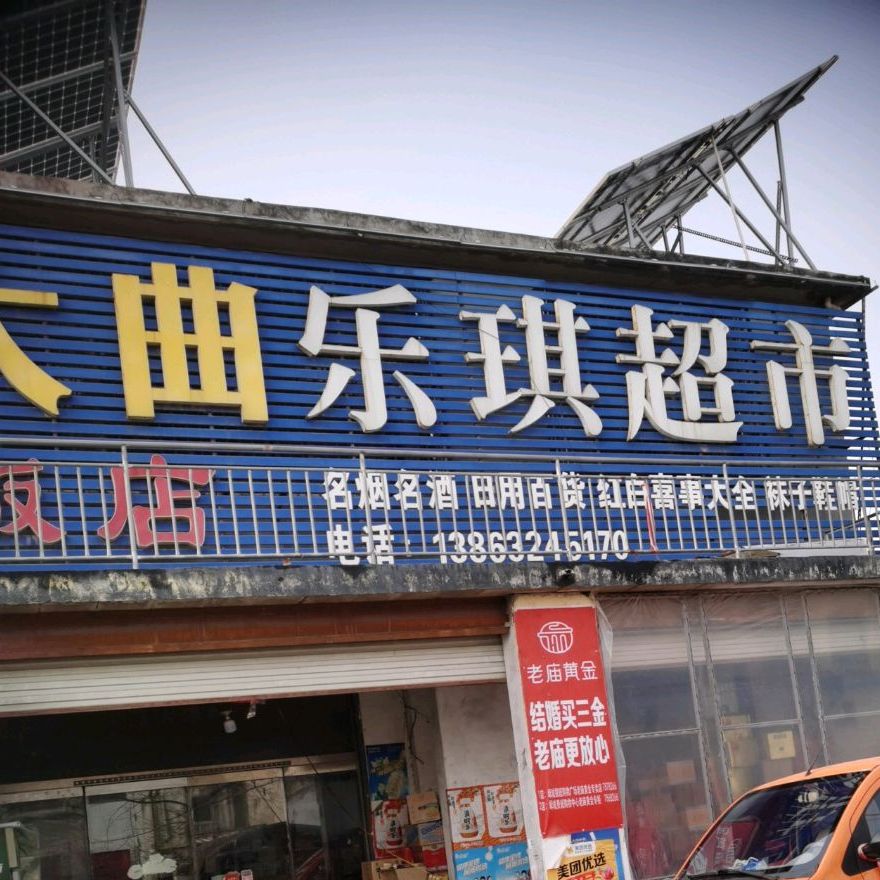 大曲 乐琪超市
饭店 名烟名酒 日用百货 红白喜事大全 袜子鞋帽
电话：13863245170
老庙黄金
结婚买三金
老庙更放心
美团优选